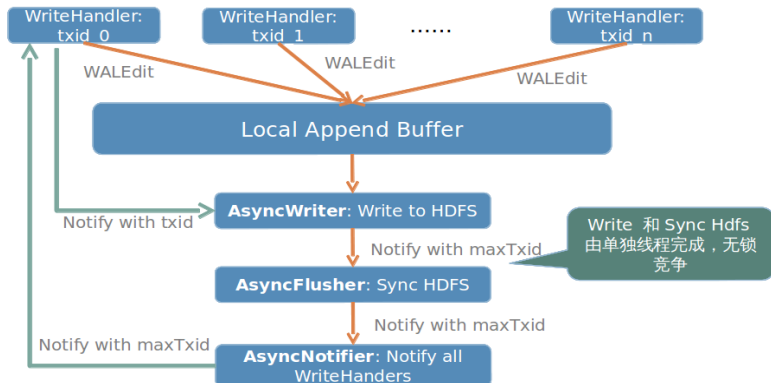 WriteHandler:
txid_0
WriteHandler:
txid_1
......
WriteHandler:
txid_n
WALEdit
WALEdit
WALEdit
Local Append Buffer
AsyncWriter: Write to HDFS
Notify with txid
Notify with maxTxid
Write 和 Sync Hdfs
由单独线程完成，无锁
竞争
AsyncFlusher: Sync HDFS
Notify with maxTxid
Notify with maxTxid
AsyncNotifier: Notify all
WriteHanders